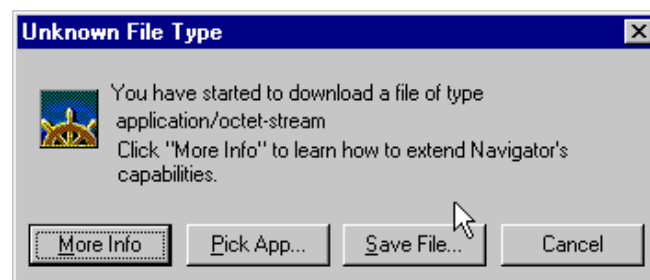 Unknown File Type
You have started to download a file of type
application/octet-stream
Click "More Info" to learn how to extend Navigator's
capabilities.
More Info
Pick App...
Save File...
Cancel